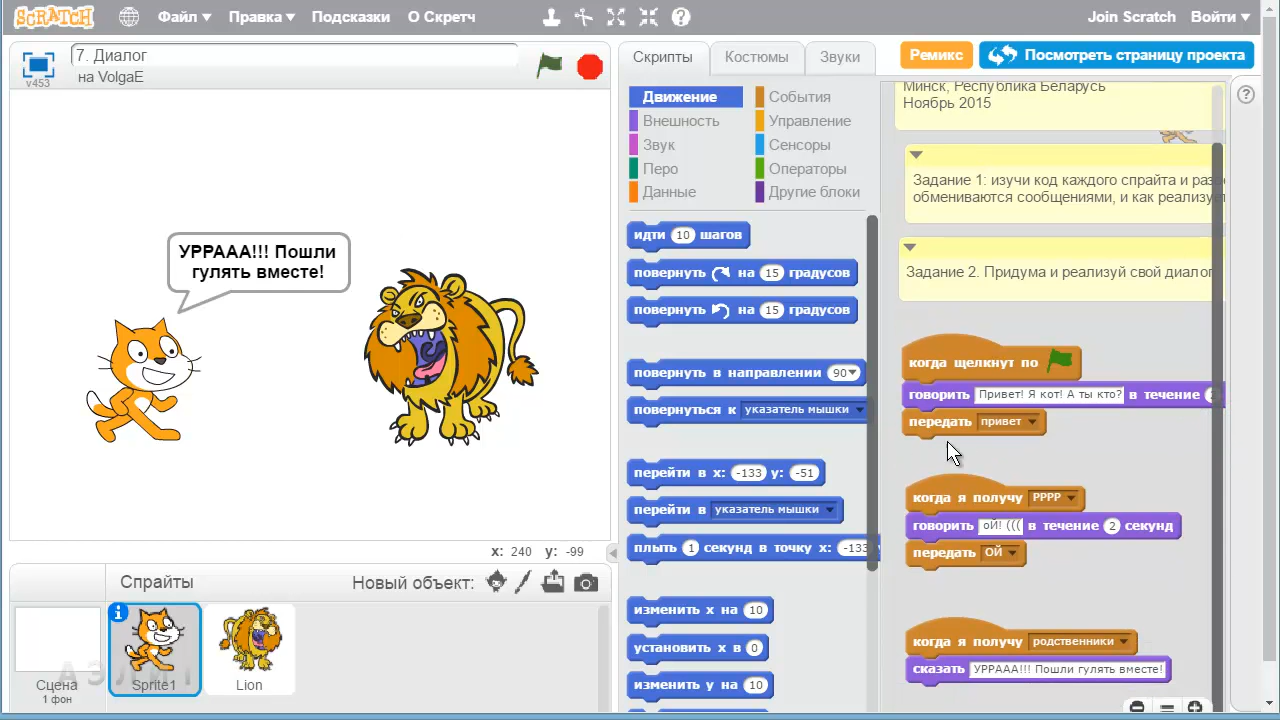 SCRATCH
Файл ▾
Правка ▾
Подсказки
О Скретч
Join Scratch
Войти ▾
v453
7. Диалог
на VolgaE
Скрипты
Костюмы
Звуки
Ремикс
Посмотреть страницу проекта
Движение
Внешность
Звук
Перо
Данные
События
Управление
Сенсоры
Операторы
Другие блоки
УРРААА!!! Пошли
гулять вместе!
x: 240 y: -99
Спрайты
Новый объект:
Сцена
1 фон
Sprite1
Lion
идти 10 шагов
повернуть на 15 градусов
повернуть на 15 градусов
повернуть в направлении 90▾
повернуться к указатель мышки
перейти в x: -133 y: -51
перейти в указатель мышки
плыть 1 секунд в точку x: -133
изменить x на 10
установить x в 0
изменить y на 10
Минск, Республика Беларусь
Ноябрь 2015
Задание 1: изучи код каждого спрайта и
обмениваются сообщениями, и как
Задание 2. Придума и реализуй свой диалог
когда щелкнут по
говорить Привет! Я кот! А ты кто? в течение
передать привет
когда я получу РРРР
говорить оЙ! ((( в течение 2 секунд
передать ОЙ
когда я получу родственники
сказать УРРААА!!! Пошли гулять вместе!